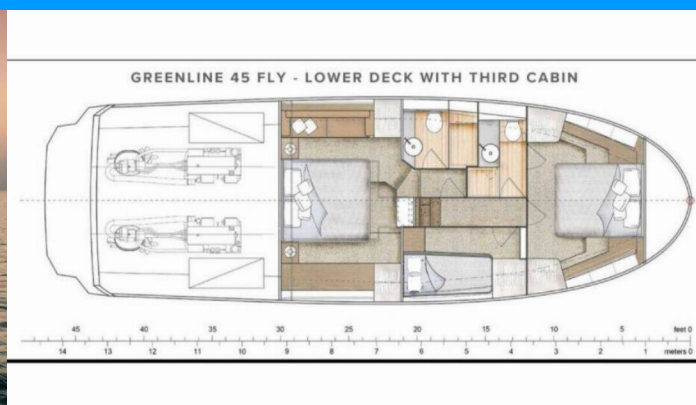 GREENLINE 45 FLY - LOWER DECK WITH THIRD CABIN
45 40 35 30 25 20 15 10 5 feet 0
14 13 12 11 10 9 8 7 6 5 4 3 2 1 meters 0